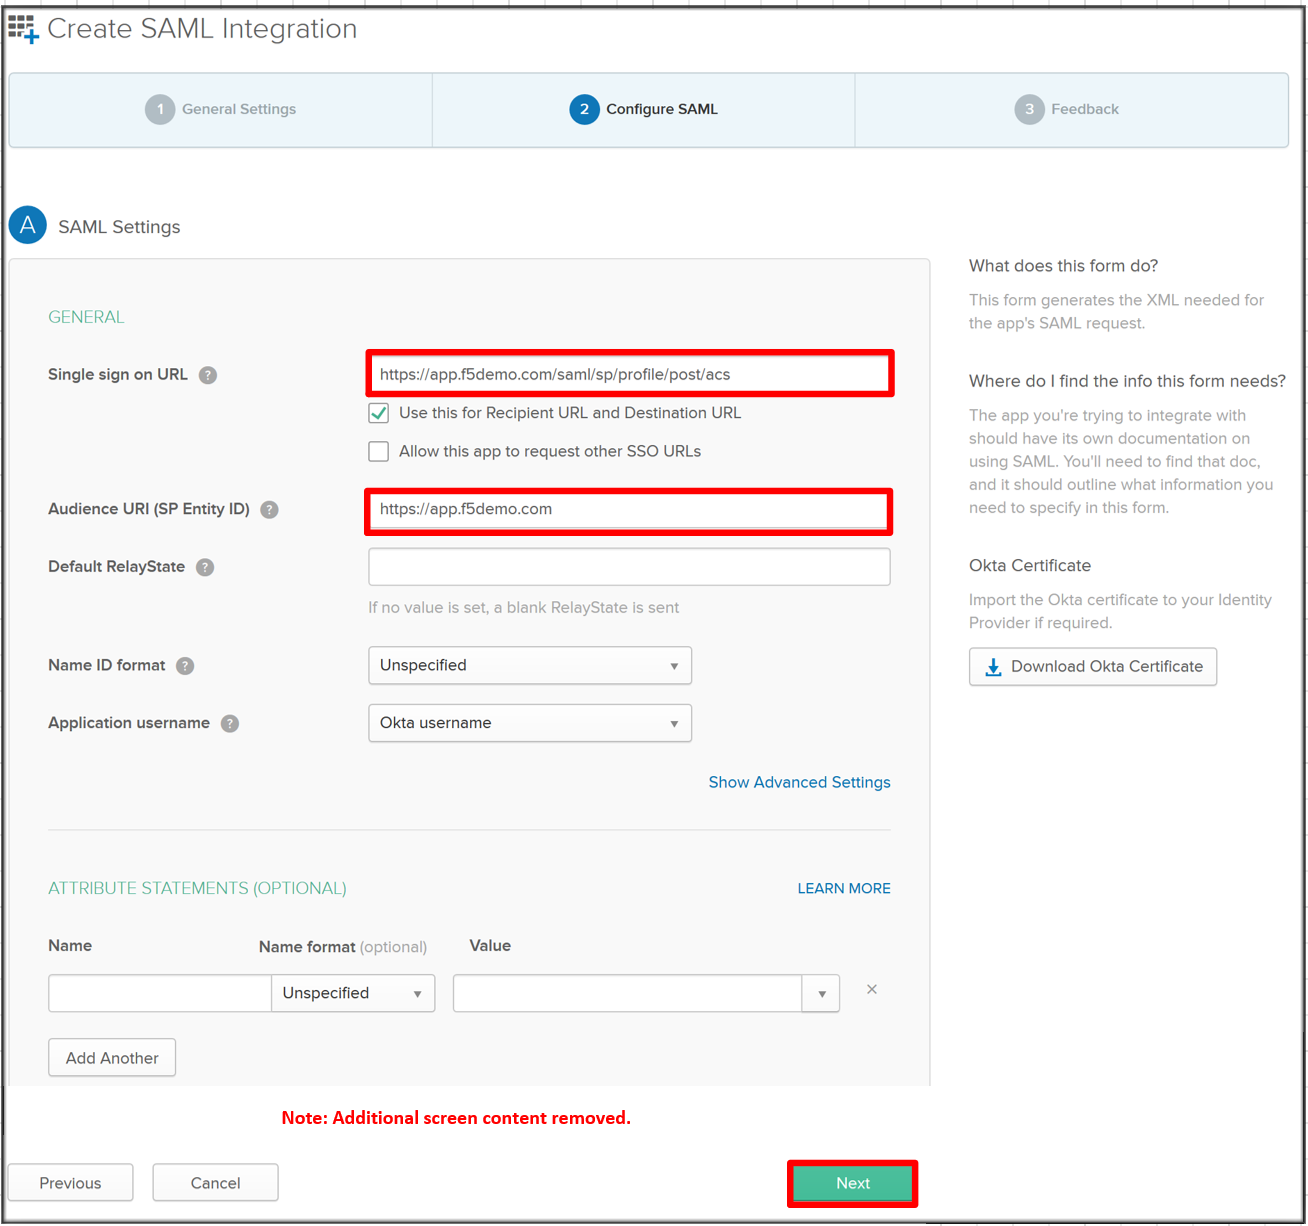 Create SAML Integration
1 General Settings
2 Configure SAML
3 Feedback
A SAML Settings
GENERAL
Single sign on URL ?
https://app.f5demo.com/saml/sp/profile/post/acs
Use this for Recipient URL and Destination URL
Allow this app to request other SSO URLs
Audience URI (SP Entity ID) ?
https://app.f5demo.com
Default RelayState ?
If no value is set, a blank RelayState is sent
Name ID format ?
Unspecified
Application username ?
Okta username
Show Advanced Settings
ATTRIBUTE STATEMENTS (OPTIONAL)
LEARN MORE
Name
Name format (optional)
Value
Unspecified
×
Add Another
What does this form do?
This form generates the XML needed for
the app's SAML request.
Where do I find the info this form needs?
The app you're trying to integrate with
should have its own documentation on
using SAML. You'll need to find that doc,
and it should outline what information you
need to specify in this form.
Okta Certificate
Import the Okta certificate to your Identity
Provider if required.
Download Okta Certificate
Note: Additional screen content removed.
Previous
Cancel
Next